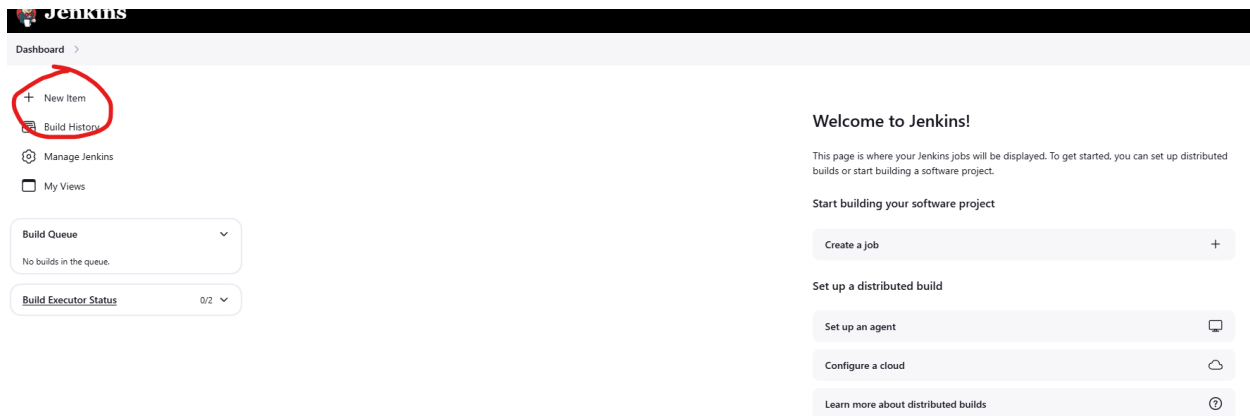 Jenkins
Dashboard
New Item
Build History
Manage Jenkins
My Views
Build Queue
No builds in the queue.
Build Executor Status 0/2
Welcome to Jenkins!
This page is where your Jenkins jobs will be displayed. To get started, you can set up distributed
builds or start building a software project.
Start building your software project
Create a job
Set up a distributed build
Set up an agent
Configure a cloud
Learn more about distributed builds